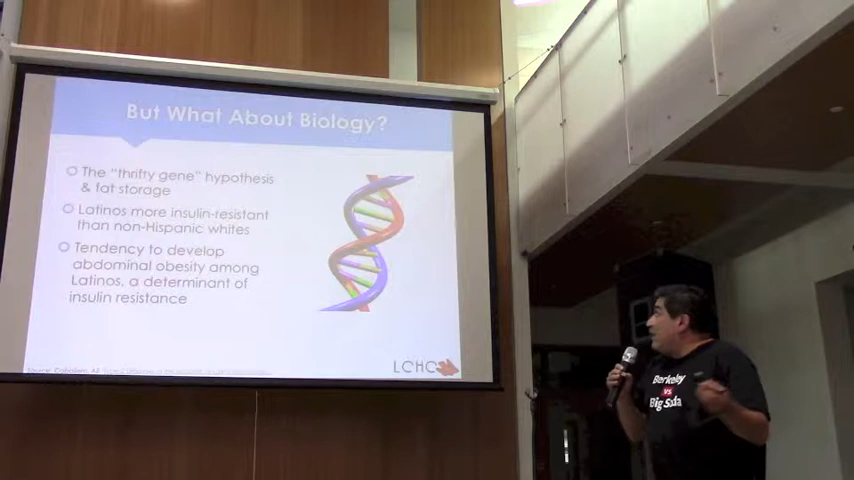 But What About Biology?
The "thrifty gene" hypothesis
& fat storage
Latinos more insulin-resistant
than non-Hispanic whites
Tendency to develop
abdominal obesity among
Latinos, a determinant of
insulin resistance
Source:
LCHC
Berkeley
vs
Big Soda